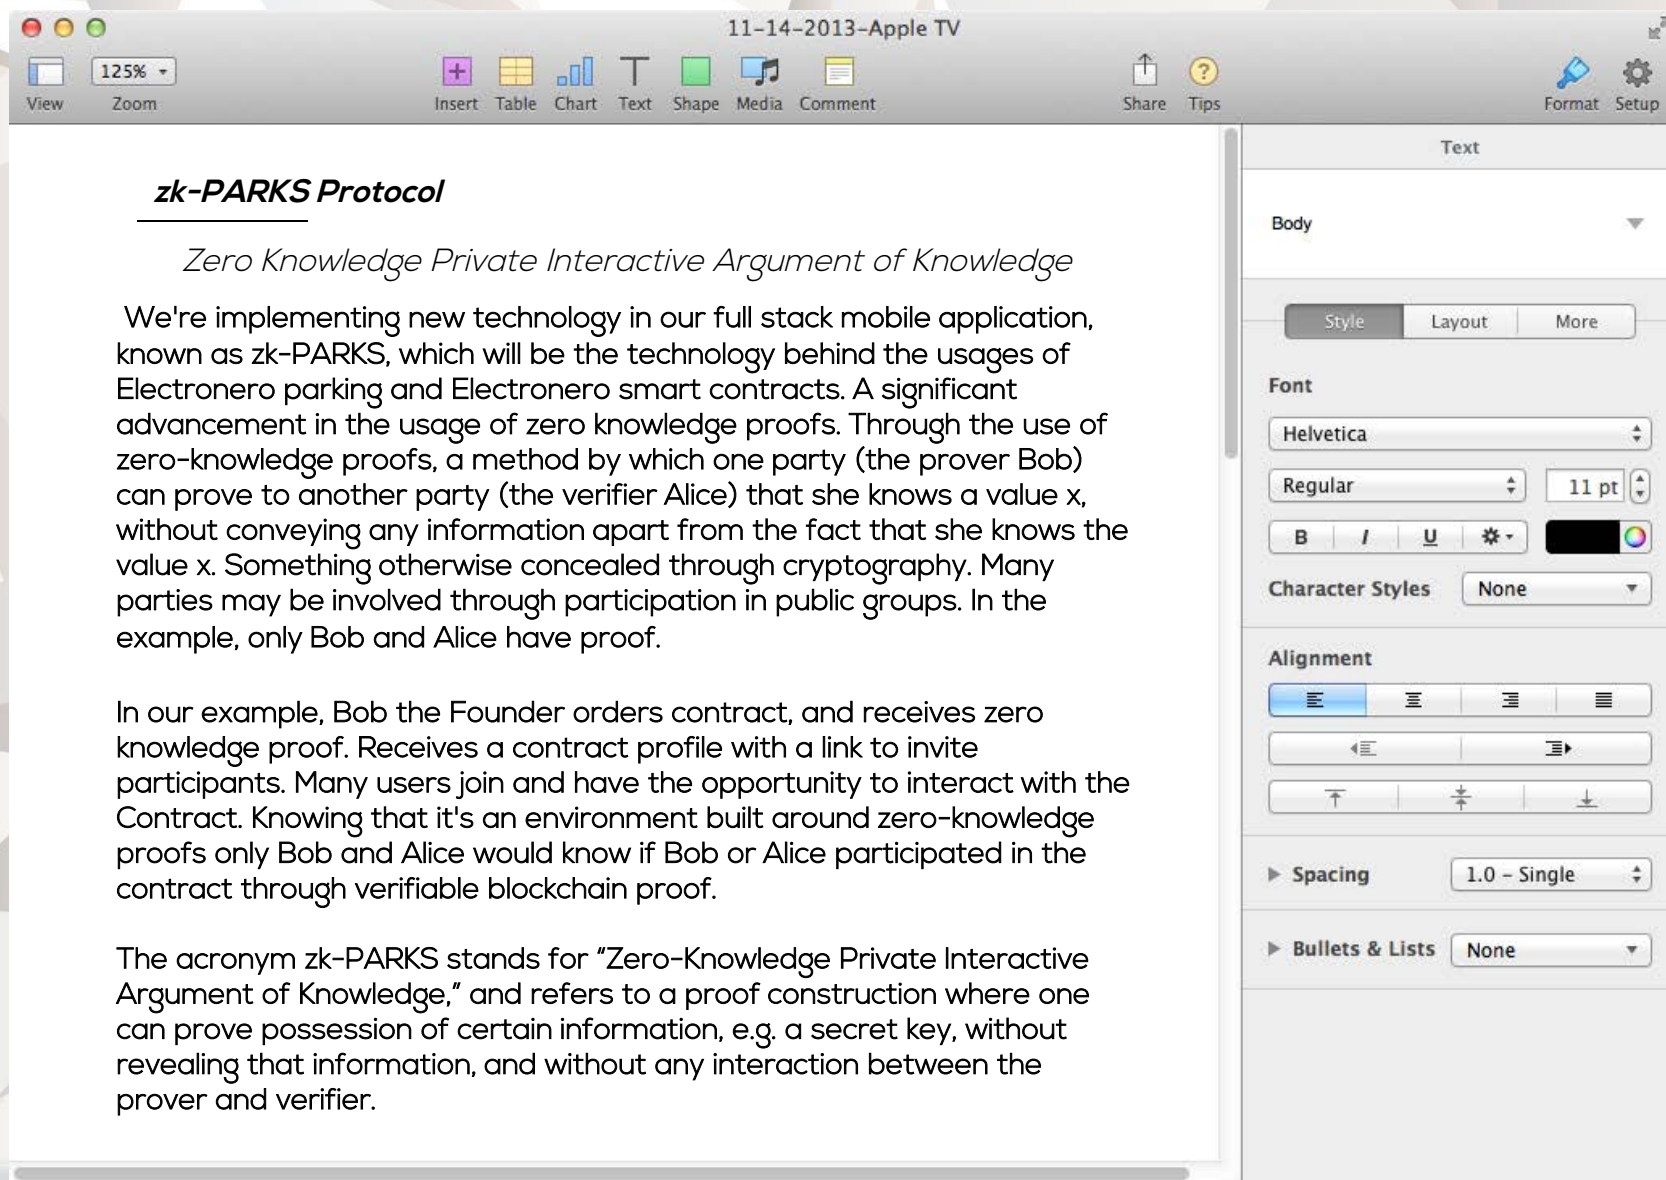 11-14-2013-Apple TV
125%
View
Zoom
Insert
Table
Chart
Text
Shape
Media
Comment
Share
Tips
Format
Setup
zk-PARKS Protocol
Zero Knowledge Private Interactive Argument of Knowledge
We're implementing new technology in our full stack mobile application,
known as zk-PARKS, which will be the technology behind the usages of
Electronero parking and Electronero smart contracts. A significant
advancement in the usage of zero knowledge proofs. Through the use of
zero-knowledge proofs, a method by which one party (the prover Bob)
can prove to another party (the verifier Alice) that she knows a value x,
without conveying any information apart from the fact that she knows the
value x. Something otherwise concealed through cryptography. Many
parties may be involved through participation in public groups. In the
example, only Bob and Alice have proof.
In our example, Bob the Founder orders contract, and receives zero
knowledge proof. Receives a contract profile with a link to invite
participants. Many users join and have the opportunity to interact with the
Contract. Knowing that it's an environment built around zero-knowledge
proofs only Bob and Alice would know if Bob or Alice participated in the
contract through verifiable blockchain proof.
The acronym zk-PARKS stands for “Zero-Knowledge Private Interactive
Argument of Knowledge,” and refers to a proof construction where one
can prove possession of certain information, e.g. a secret key, without
revealing that information, and without any interaction between the
prover and verifier.
Text
Body
Style
Layout
More
Font
Helvetica
Regular
11 pt
B
I
U
Character Styles
None
Alignment
Spacing
1.0 – Single
Bullets & Lists
None